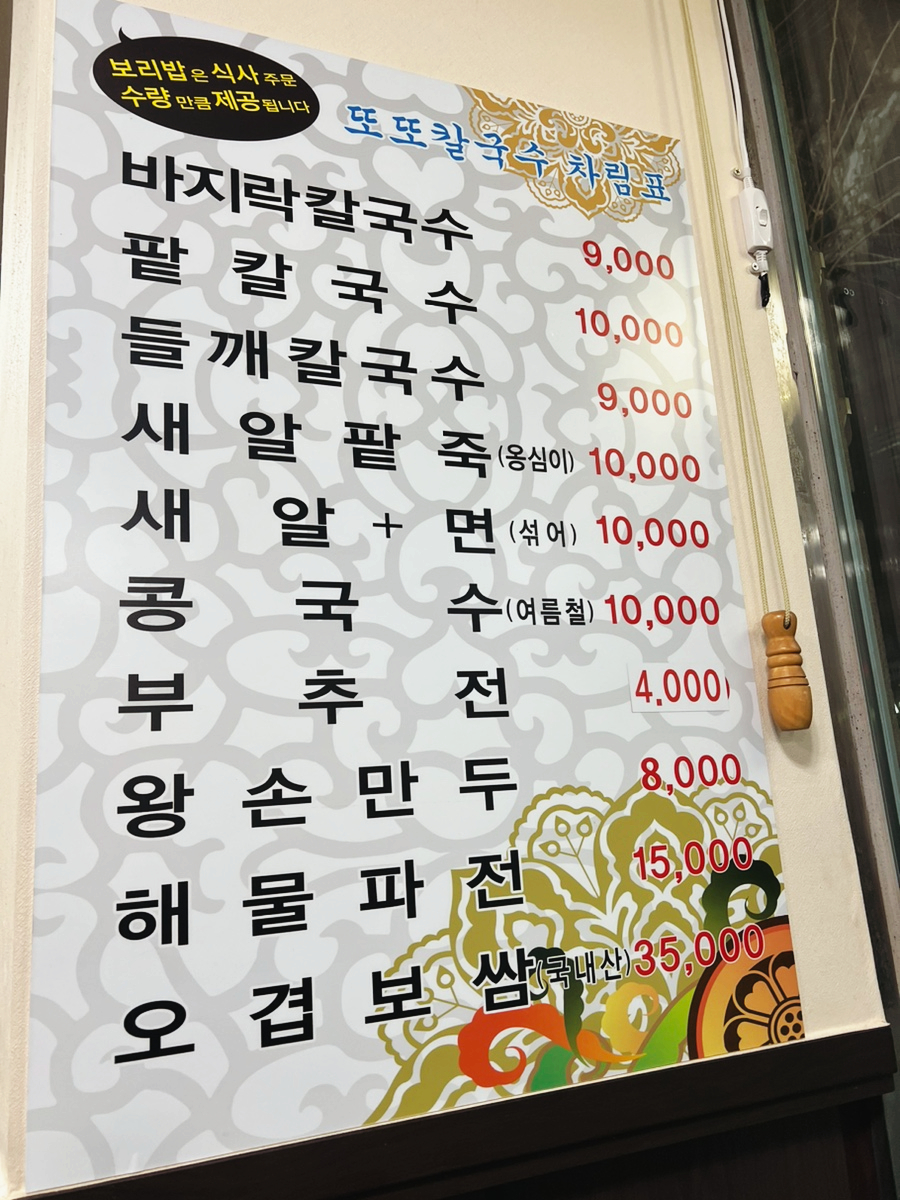 보리밥은 식사 주문
수량 만큼 제공됩니다
또또칼국수 차림표
바지락칼국수 9,000
팥 칼 국 수 10,000
들깨칼국수 9,000
새 알 팥 죽 (옹심이) 10,000
새 알 + 면 (섞어) 10,000
콩 국 수 (여름철) 10,000
부 추 전 4.000
왕 손 만 두 8,000
해 물 파 전 15,000
오 겹 보 쌈 (국내산) 35,000